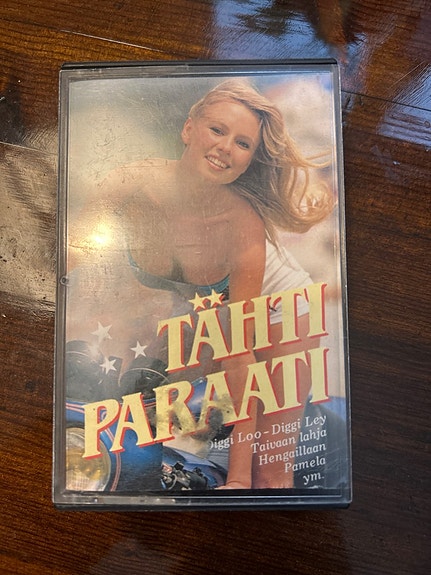 TÄHTI
PARAATI
Diggi Loo - Diggi Ley
Taivaan lahja
Hengaillaan
Pamela
ym.